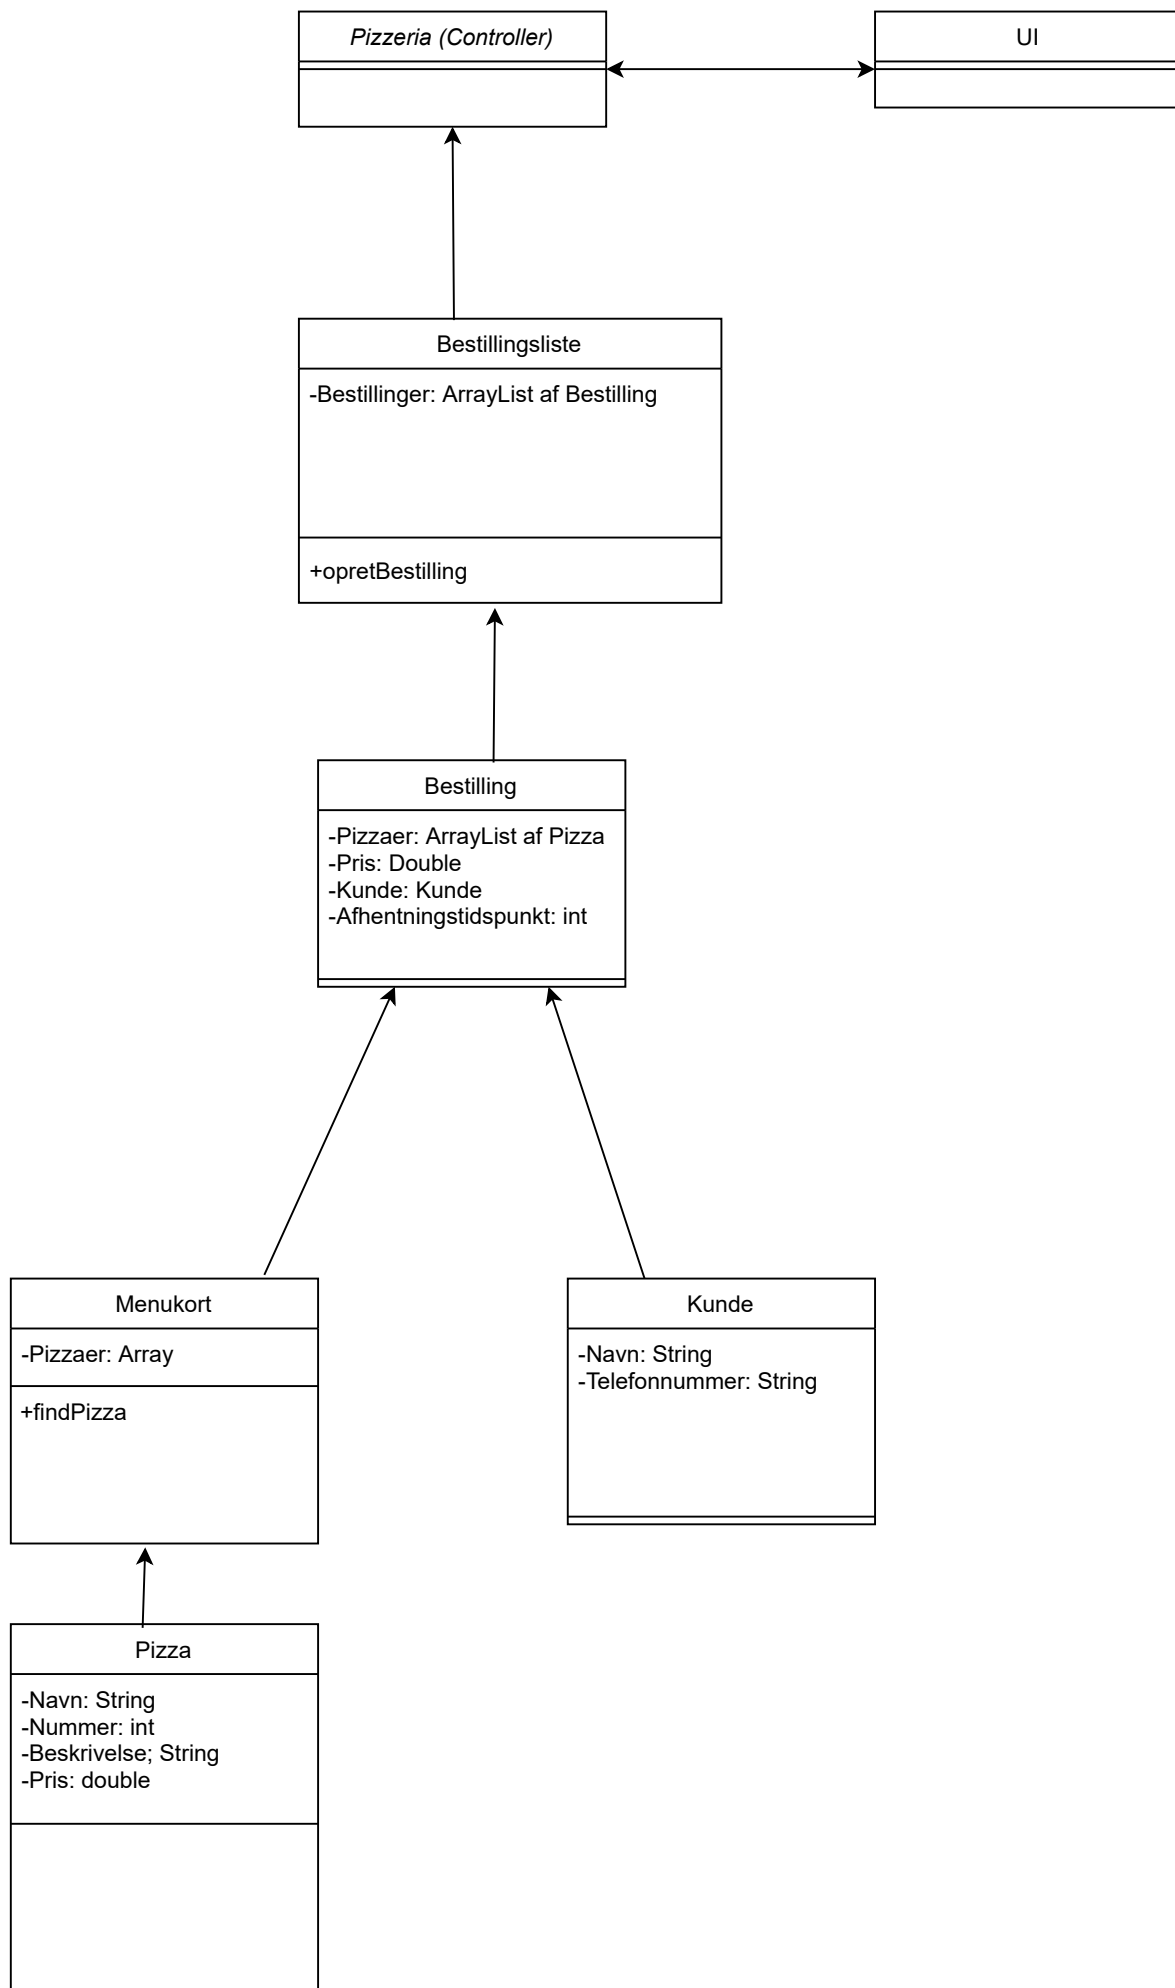 Pizzeria (Controller)
UI
Bestillingsliste
-Bestillinger: ArrayList af Bestilling
+opretBestilling
Bestilling
-Pizzaer: ArrayList af Pizza
-Pris: Double
-Kunde: Kunde
-Afhentningstidspunkt: int
Menukort
-Pizzaer: Array
+findPizza
Kunde
-Navn: String
-Telefonnummer: String
Pizza
-Navn: String
-Nummer: int
-Beskrivelse; String
-Pris: double